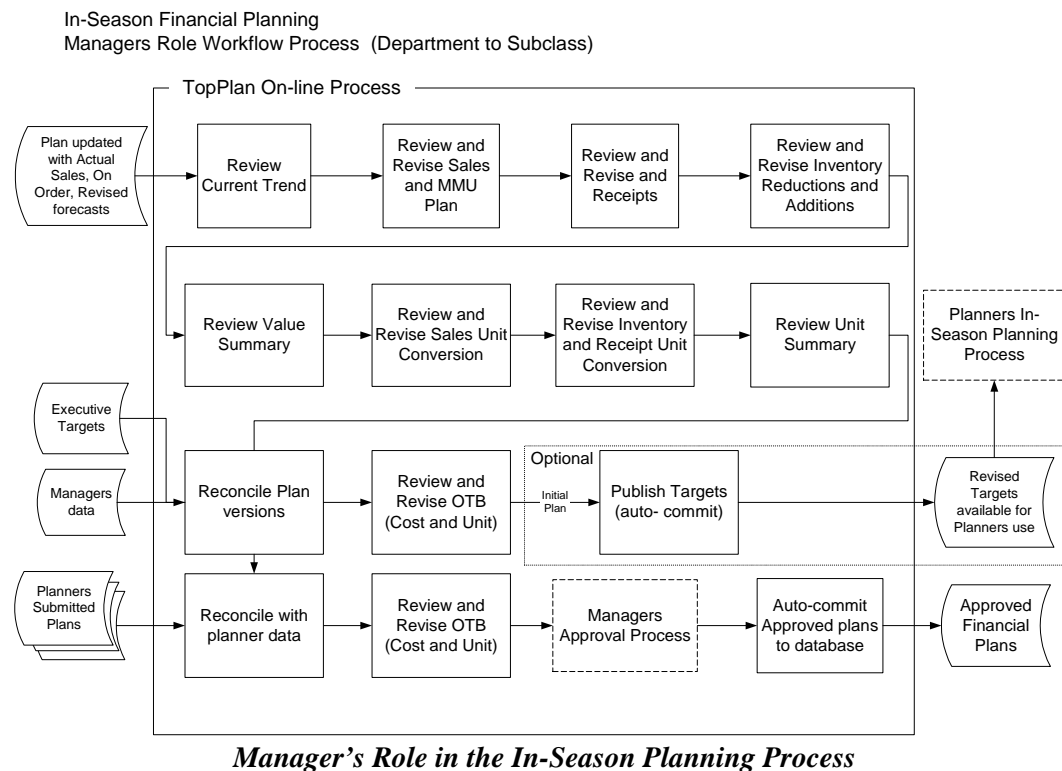 In-Season Financial Planning
Managers Role Workflow Process (Department to Subclass)
TopPlan On-line Process
Plan updated
with Actual
Sales, On
Order, Revised
forecasts
Review
Current Trend
Review and
Revise Sales
and MMU
Plan
Review and
Revise and
Receipts
Review and
Revise Inventory
Reductions and
Additions
Review Value
Summary
Review and
Revise Sales Unit
Conversion
Review and
Revise Inventory
and Receipt Unit
Conversion
Review Unit
Summary
Planners In-
Season Planning
Process
Executive
Targets
Managers
data
Reconcile Plan
versions
Review and
Revise OTB
(Cost and Unit)
Optional
Initial
Plan
Publish Targets
(auto- commit)
Revised
Targets
available for
Planners use
Planners
Submitted
Plans
Reconcile with
planner data
Review and
Revise OTB
(Cost and Unit)
Managers
Approval Process
Auto-commit
Approved plans
to database
Approved
Financial
Plans
Manager's Role in the In-Season Planning Process